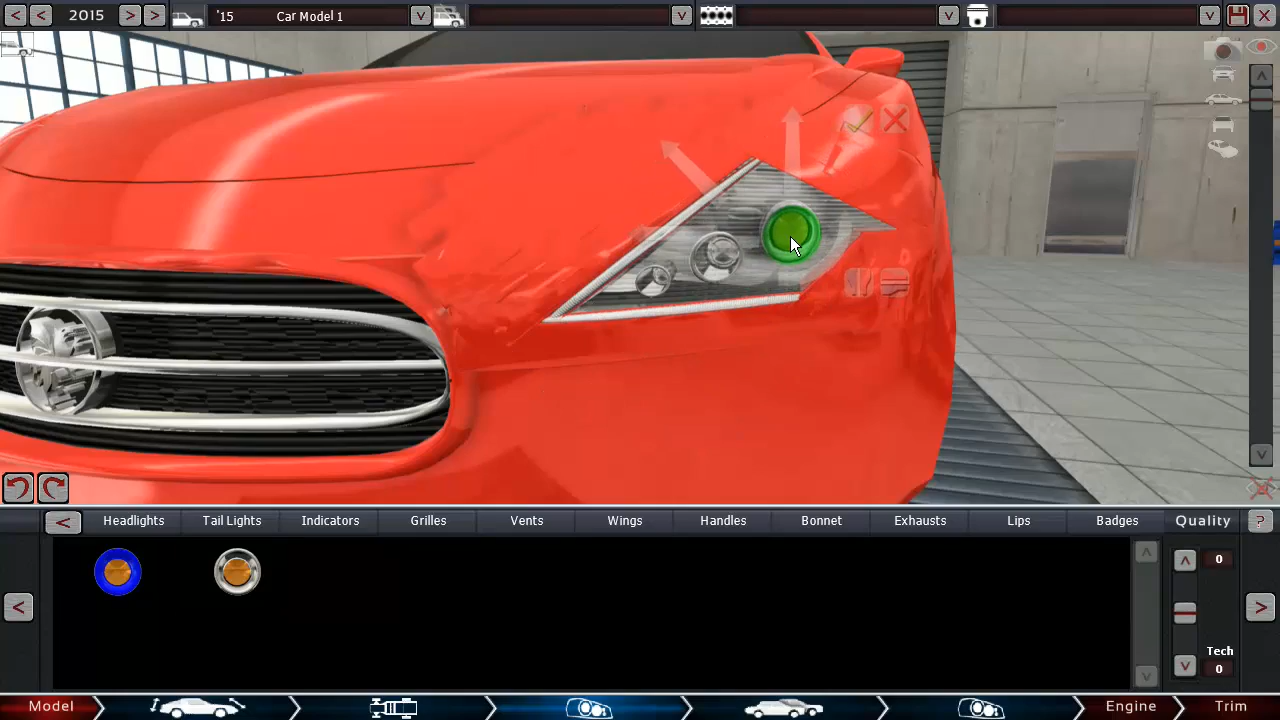 2015
'15 Car Model 1
Headlights Tail Lights Indicators Grilles Vents Wings Handles Bonnet Exhausts Lips Badges Quality ?
0
Tech
0
Model Engine Trim